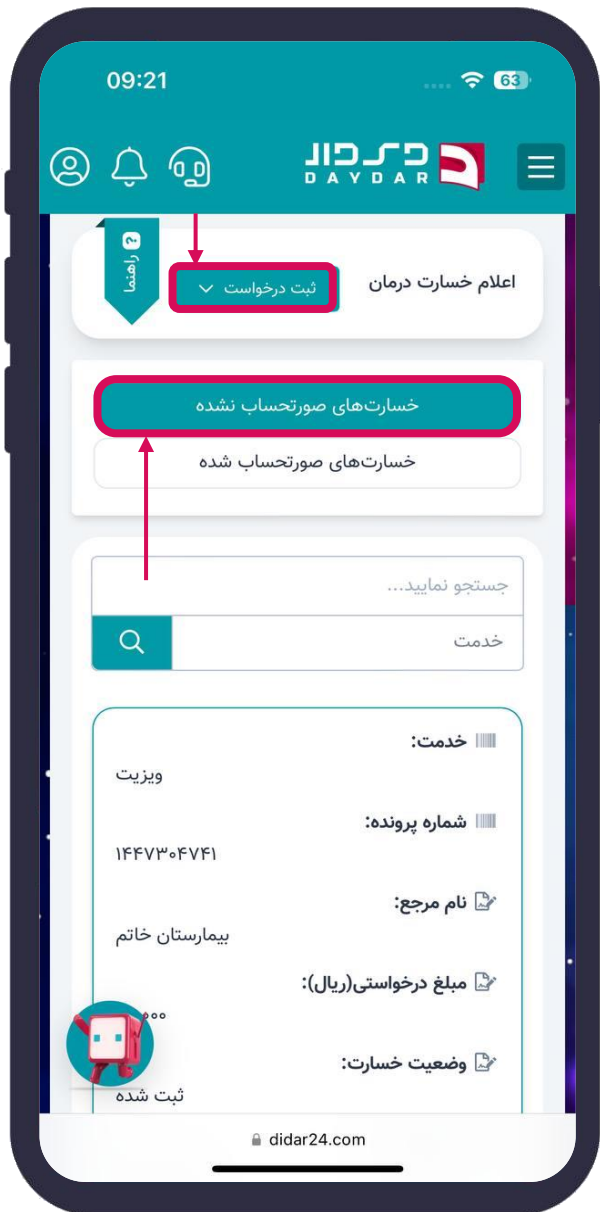 09:21
63
دی‌دار
DAYDAR
راهنما ?
اعلام خسارت درمان
ثبت درخواست
خسارت‌های صورتحساب نشده
خسارت‌های صورتحساب شده
جستجو نمایید...
خدمت
خدمت:
ویزیت
شماره پرونده:
۱۴۴۷۳۰۴۷۴۱
نام مرجع:
بیمارستان خاتم
مبلغ درخواستی(ریال):
وضعیت خسارت:
ثبت شده
didar24.com